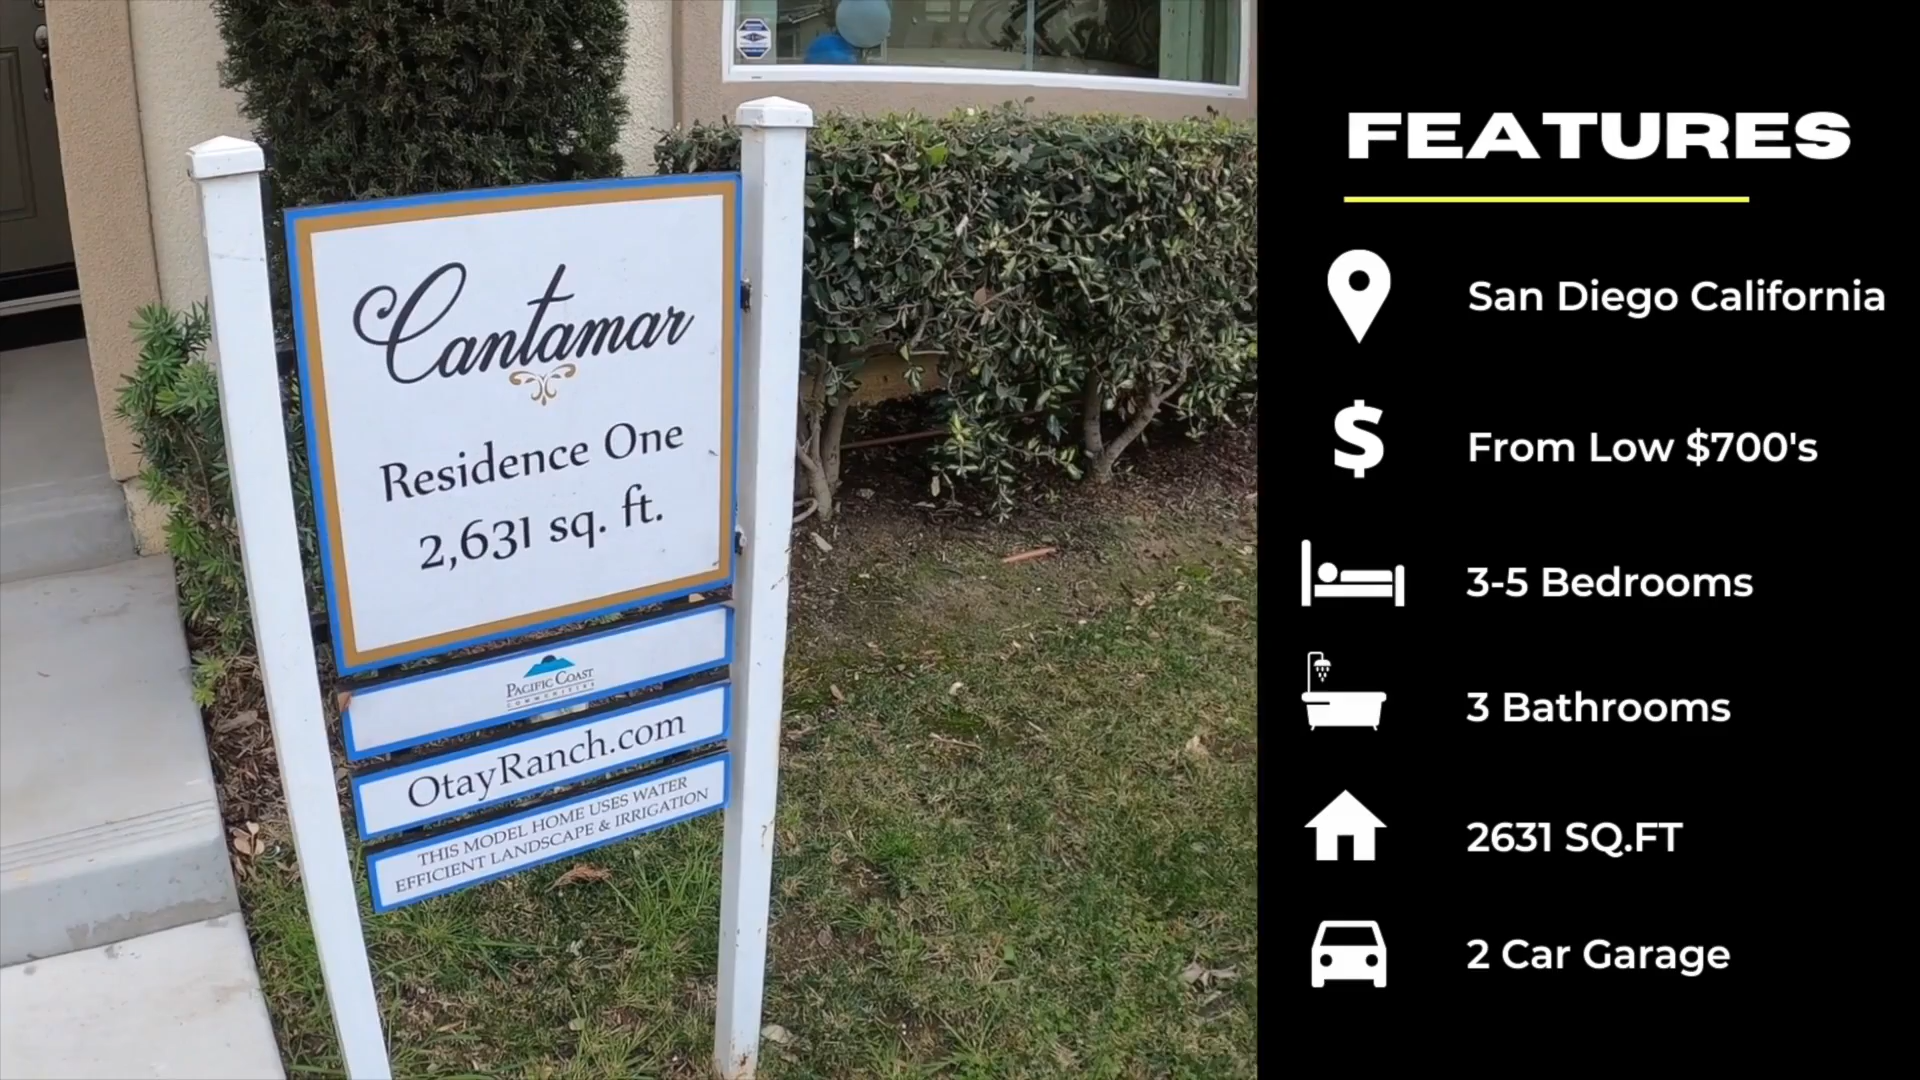 Cantamar
Residence One
2,631 sq. ft.
PACIFIC COAST
COMMUNITIES
OtayRanch.com
THIS MODEL HOME USES WATER
EFFICIENT LANDSCAPE & IRRIGATION
FEATURES
San Diego California
From Low $700's
3-5 Bedrooms
3 Bathrooms
2631 SQ.FT
2 Car Garage